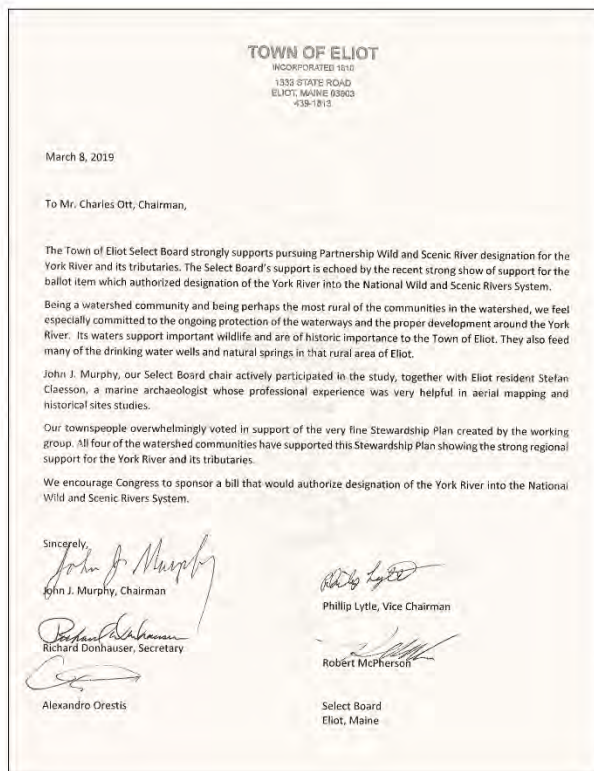 TOWN OF ELIOT
INCORPORATED 1810
1333 STATE ROAD
ELIOT, MAINE 03903
439-1813
March 8, 2019
To Mr. Charles Ott, Chairman,
The Town of Eliot Select Board strongly supports pursuing Partnership Wild and Scenic River designation for the
York River and its tributaries. The Select Board's support is echoed by the recent strong show of support for the
ballot item which authorized designation of the York River into the National Wild and Scenic Rivers System.
Being a watershed community and being perhaps the most rural of the communities in the watershed, we feel
especially committed to the ongoing protection of the waterways and the proper development around the York
River. Its waters support important wildlife and are of historic importance to the Town of Eliot. They also feed
many of the drinking water wells and natural springs in that rural area of Eliot.
John J. Murphy, our Select Board chair actively participated in the study, together with Eliot resident Stefan
Claesson, a marine archaeologist whose professional experience was very helpful in aerial mapping and
historical sites studies.
Our townspeople overwhelmingly voted in support of the very fine Stewardship Plan created by the working
group. All four of the watershed communities have supported this Stewardship Plan showing the strong regional
support for the York River and its tributaries.
We encourage Congress to sponsor a bill that would authorize designation of the York River into the National
Wild and Scenic Rivers System.
Sincerely,
John J Murphy
John J. Murphy, Chairman
Philip Lytle
Phillip Lytle, Vice Chairman
Richard Donhauser
Richard Donhauser, Secretary
Robert McPherson
Alexandro Orestis
Select Board
Eliot, Maine